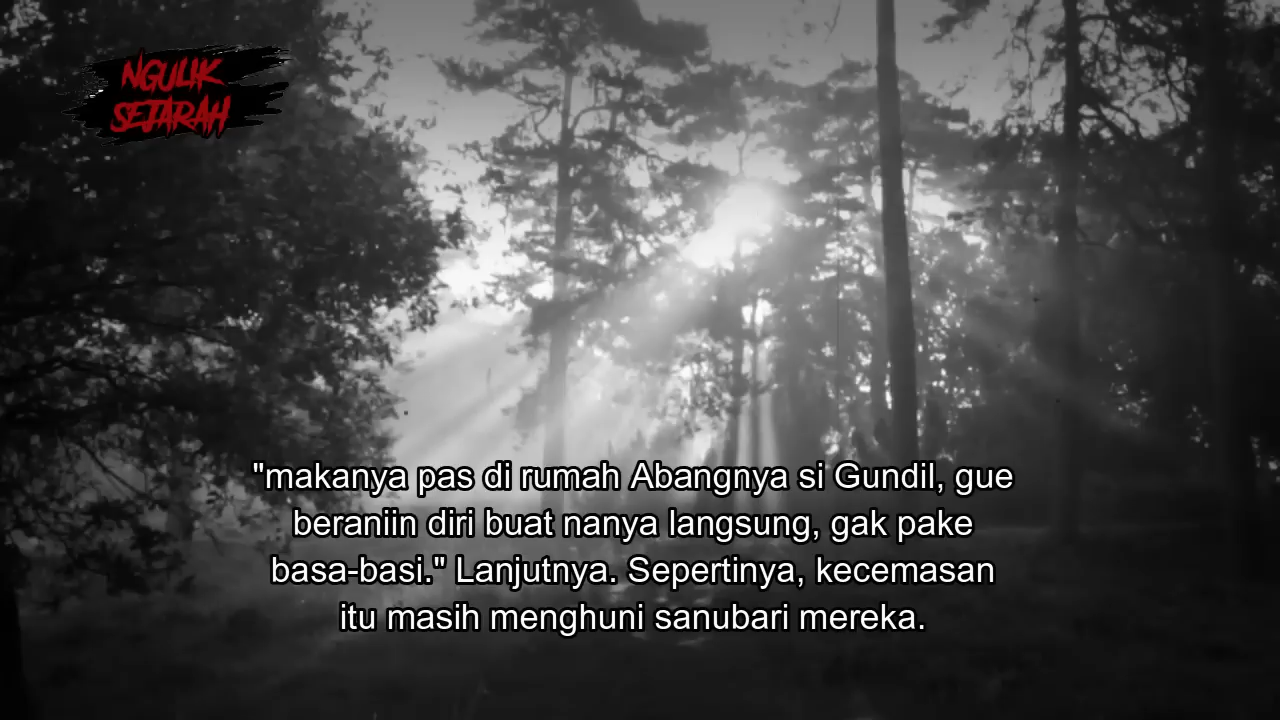 NGULIK
SEJARAH
"makanya pas di rumah Abangnya si Gundil, gue
beraniin diri buat nanya langsung, gak pake
basa-basi." Lanjutnya. Sepertinya, kecemasan
itu masih menghuni sanubari mereka.